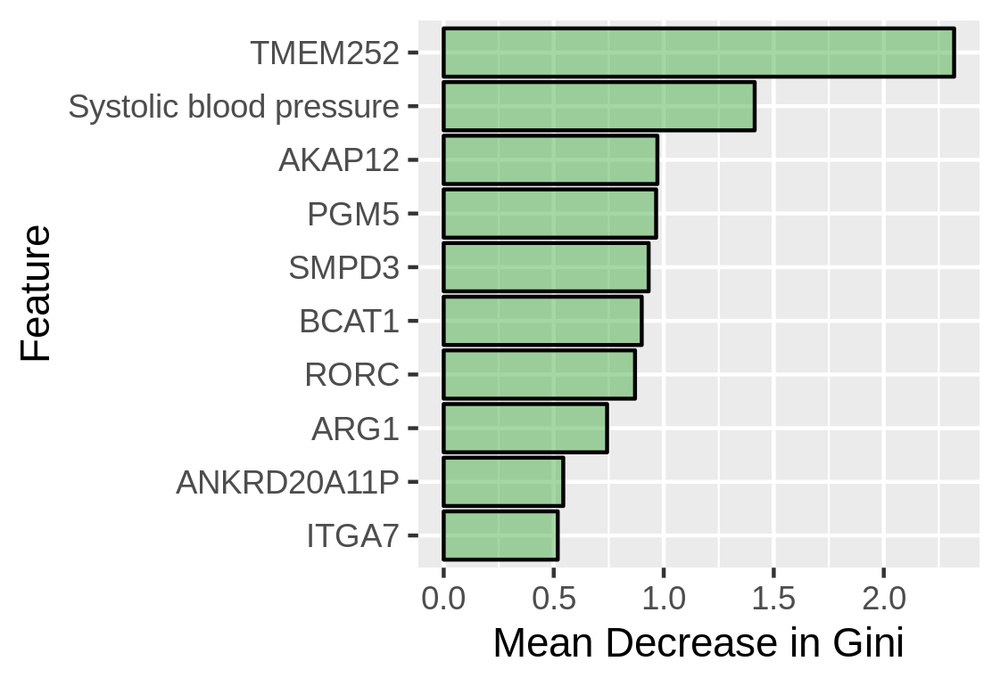 TMEM252
Systolic blood pressure
AKAP12
PGM5
SMPD3
BCAT1
RORC
ARG1
ANKRD20A11P
ITGA7
Feature
0.0 0.5 1.0 1.5 2.0
Mean Decrease in Gini